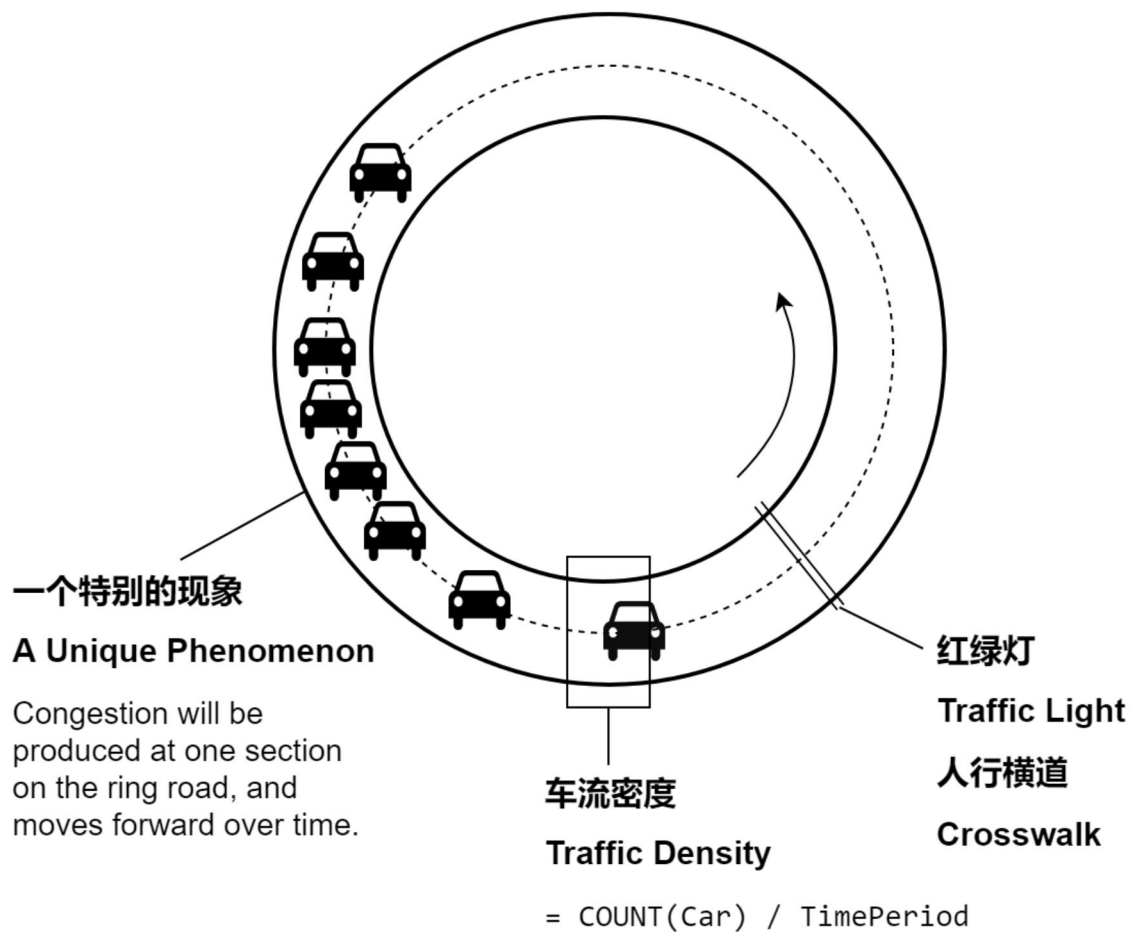 一个特别的现象
A Unique Phenomenon
Congestion will be
produced at one section
on the ring road, and
moves forward over time.
车流密度
Traffic Density
= COUNT(Car) / TimePeriod
红绿灯
Traffic Light
人行横道
Crosswalk